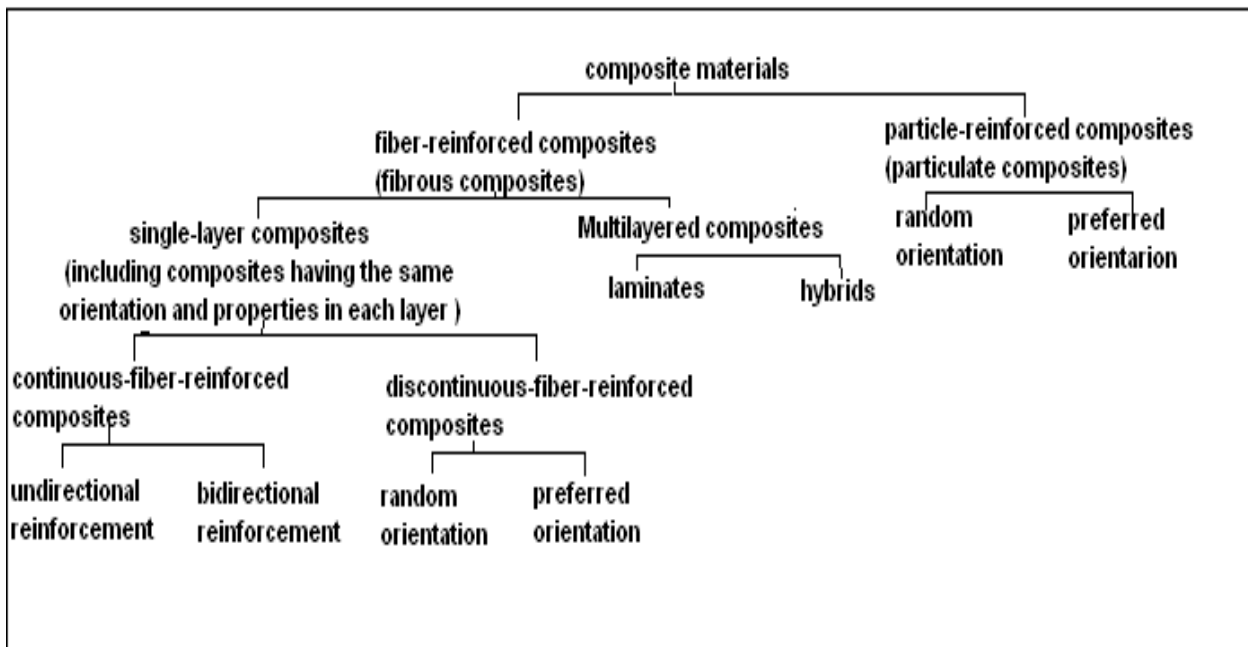 composite materials
fiber-reinforced composites
(fibrous composites)
particle-reinforced composites
(particulate composites)
single-layer composites
(including composites having the same
orientation and properties in each layer )
Multilayered composites
laminates
hybrids
random
orientation
preferred
orientarion
continuous-fiber-reinforced
composites
discontinuous-fiber-reinforced
composites
undirectional
reinforcement
bidirectional
reinforcement
random
orientation
preferred
orientation